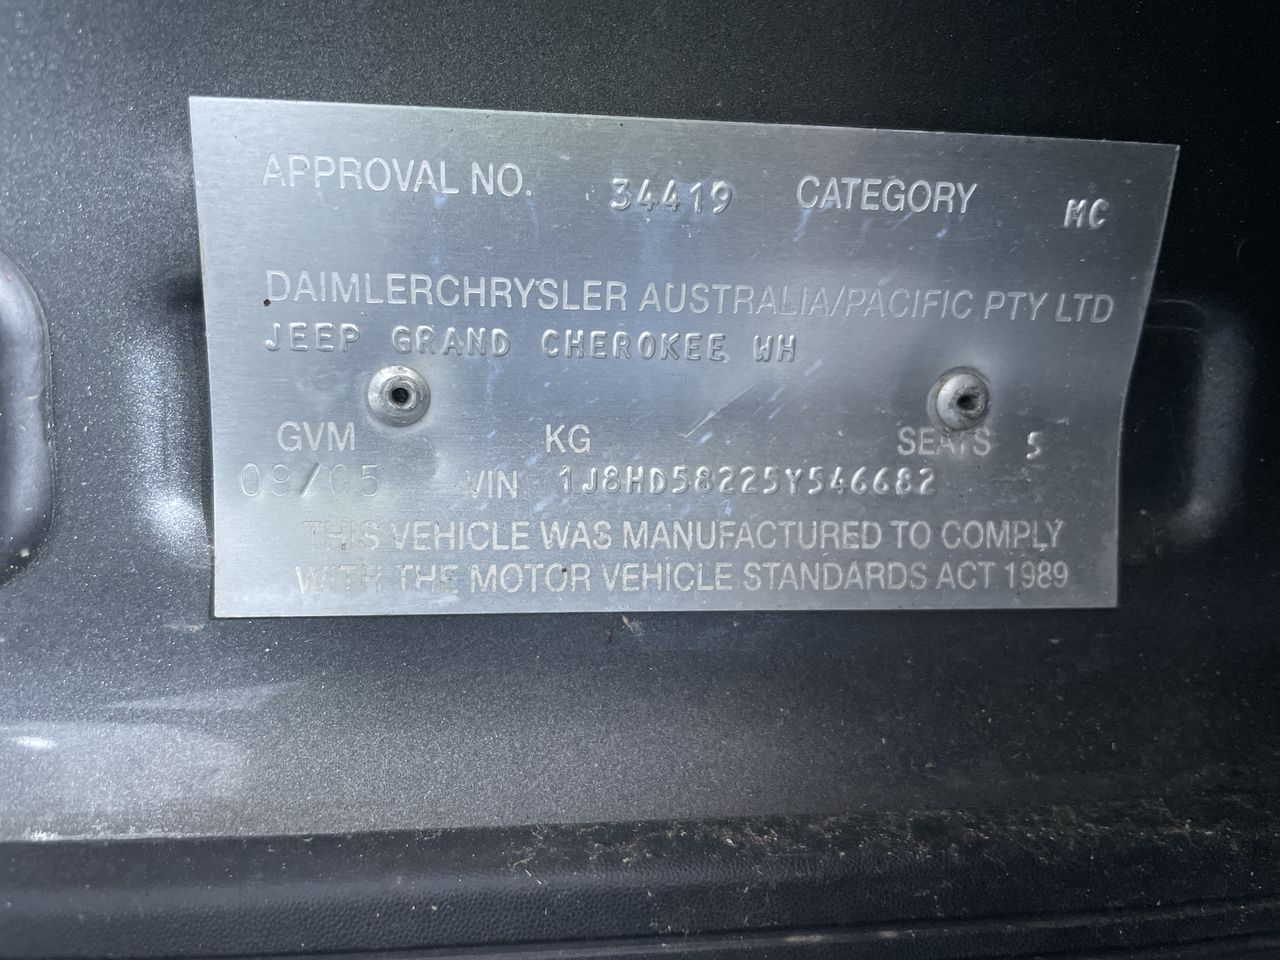 APPROVAL NO. 34419 CATEGORY MC
DAIMLERCHRYSLER AUSTRALIA/PACIFIC PTY LTD
JEEP GRAND CHEROKEE WH
GVM KG SEATS 5
09/05 VIN 1J8HD58225Y546682
THIS VEHICLE WAS MANUFACTURED TO COMPLY
WITH THE MOTOR VEHICLE STANDARDS ACT 1989